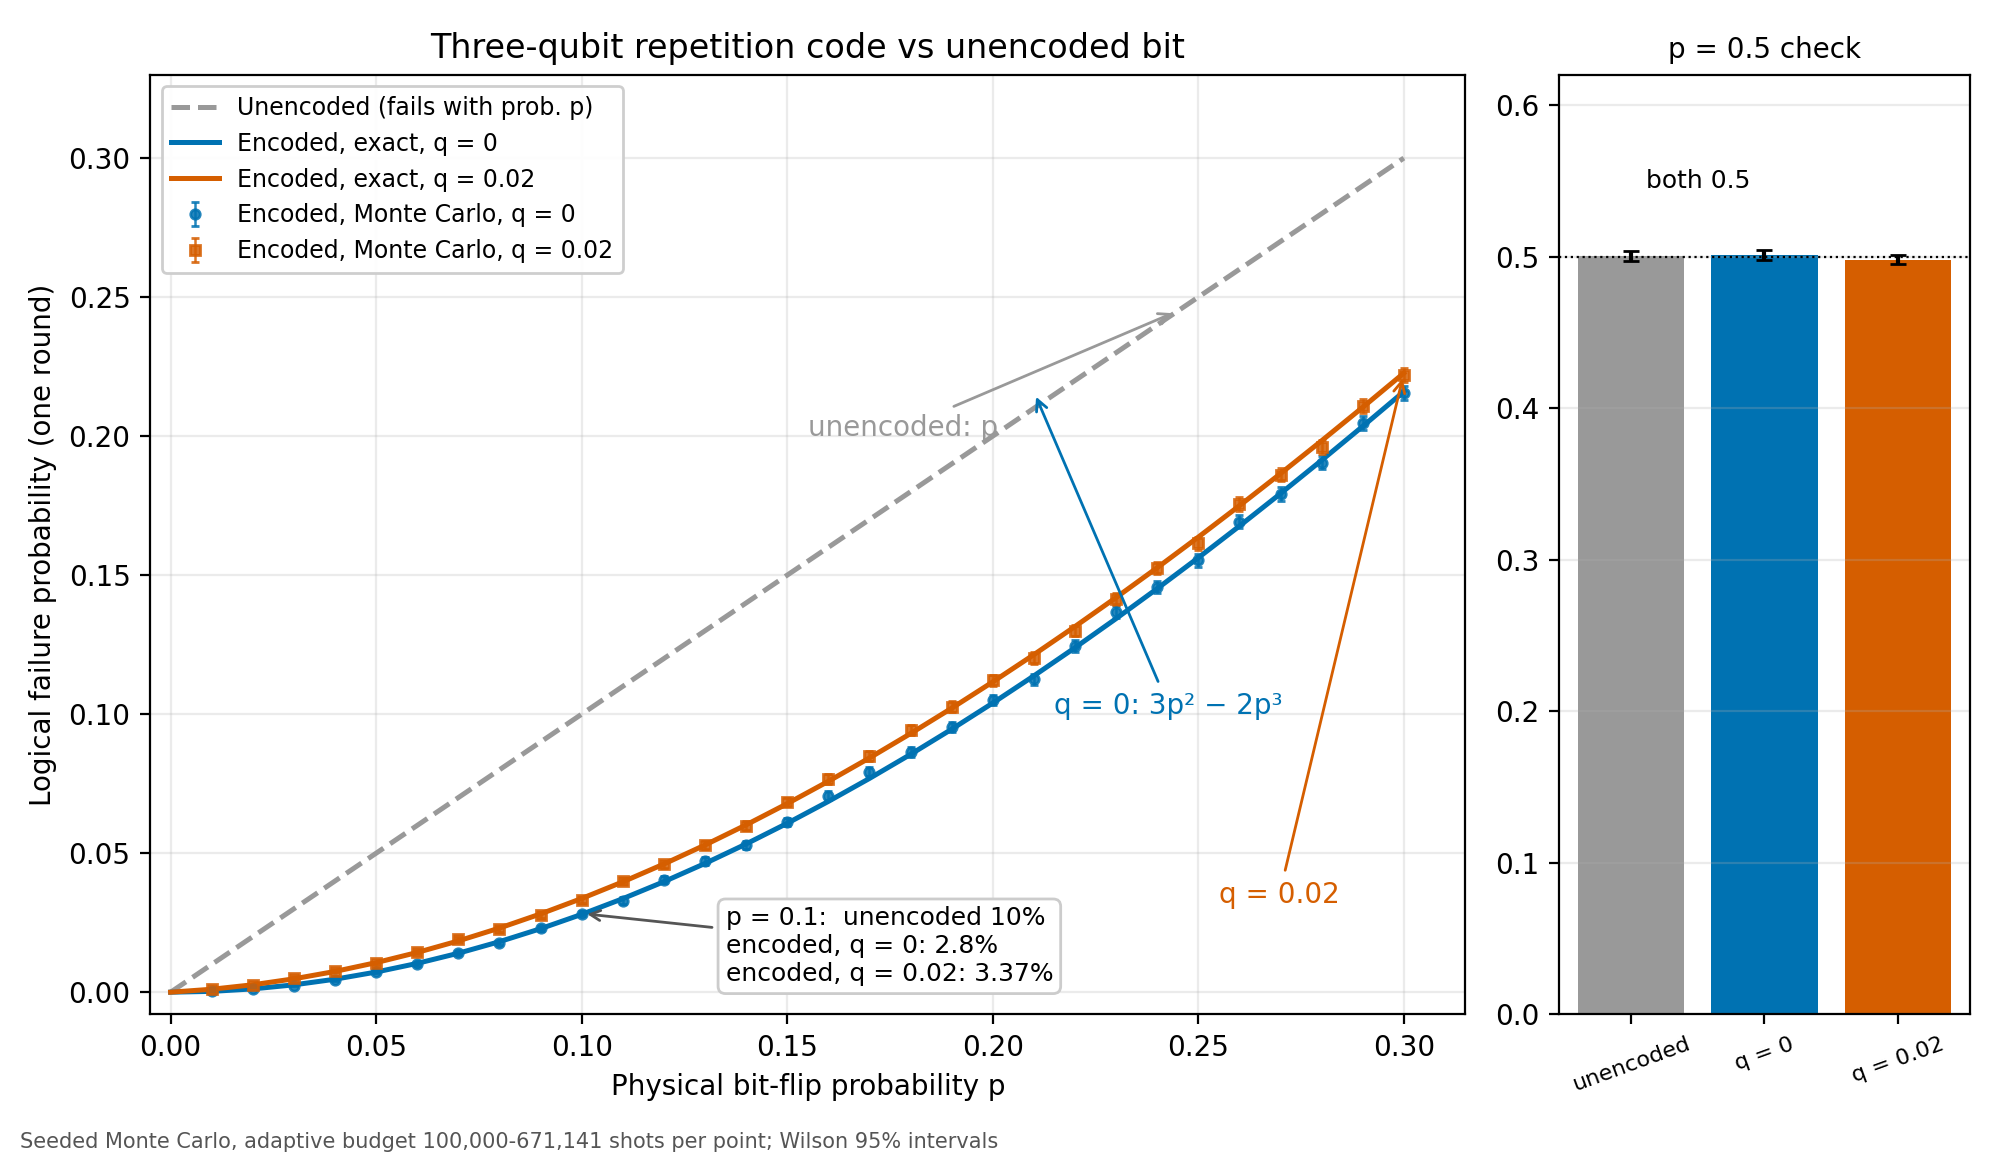 Three-qubit repetition code vs unencoded bit
Unencoded (fails with prob. p)
Encoded, exact, q = 0
Encoded, exact, q = 0.02
Encoded, Monte Carlo, q = 0
Encoded, Monte Carlo, q = 0.02
Logical failure probability (one round)
0.30
0.25
0.20
0.15
0.10
0.05
0.00
unencoded: p
q = 0: 3p² − 2p³
q = 0.02
p = 0.1:  unencoded 10%
encoded, q = 0: 2.8%
encoded, q = 0.02: 3.37%
0.00
0.05
0.10
0.15
0.20
0.25
0.30
Physical bit-flip probability p
p = 0.5 check
0.6
0.5
0.4
0.3
0.2
0.1
0.0
both 0.5
unencoded
q = 0
q = 0.02
Seeded Monte Carlo, adaptive budget 100,000-671,141 shots per point; Wilson 95% intervals